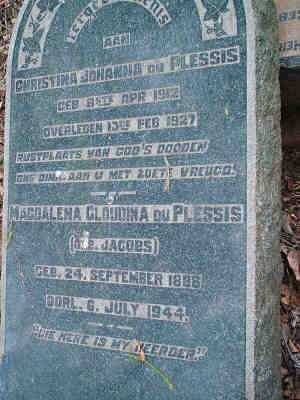 AAN
CHRISTINA JOHANNA DU PLESSIS
GEB 8STE APR 1912
OVERLEDEN 13DE FEB 1927
RUSTPLAATS VAN GOD'S DOODEN
ONS DINK AAN U MET ZOETE VREUGD.
MAGDALENA CLOUDINA DU PLESSIS
(GEB. JACOBS)
GEB. 24. SEPTEMBER 1888
OORL. 6. JULY 1944.
"DIE HERE IS MY HEERDER."